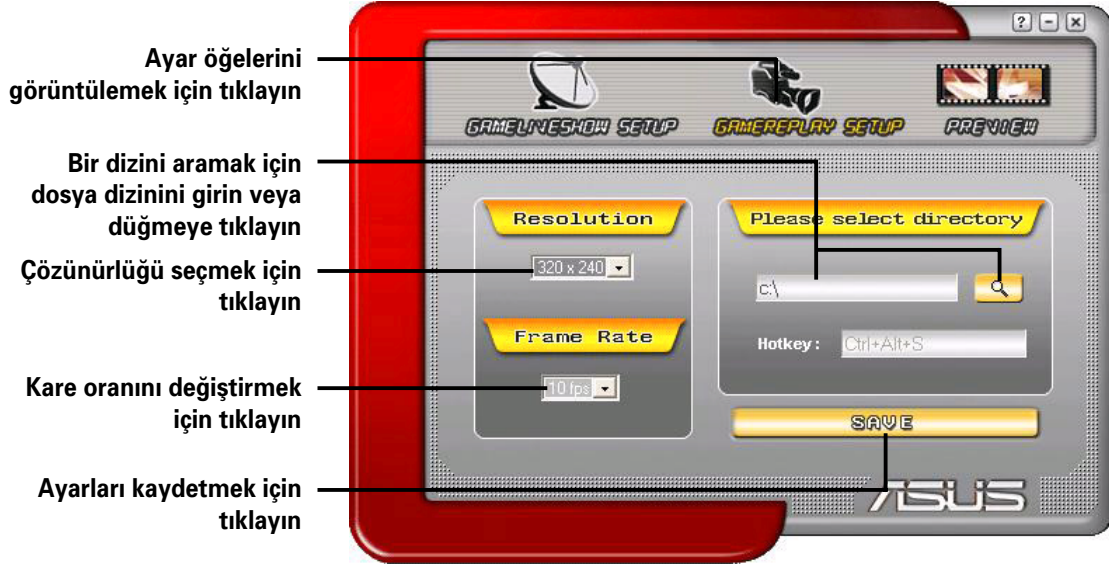 Ayar öğelerini
görüntülemek için tıklayın
Bir dizini aramak için
dosya dizinini girin veya
düğmeye tıklayın
Çözünürlüğü seçmek için
tıklayın
Kare oranını değiştirmek
için tıklayın
Ayarları kaydetmek için
tıklayın
GAMELIVESHOW SETUP
GAMEREPLAY SETUP
PREVIEW
Resolution
320 x 240
Frame Rate
10 fps
Please select directory
c:\
Hotkey :
Ctrl+Alt+S
SAVE
ASUS